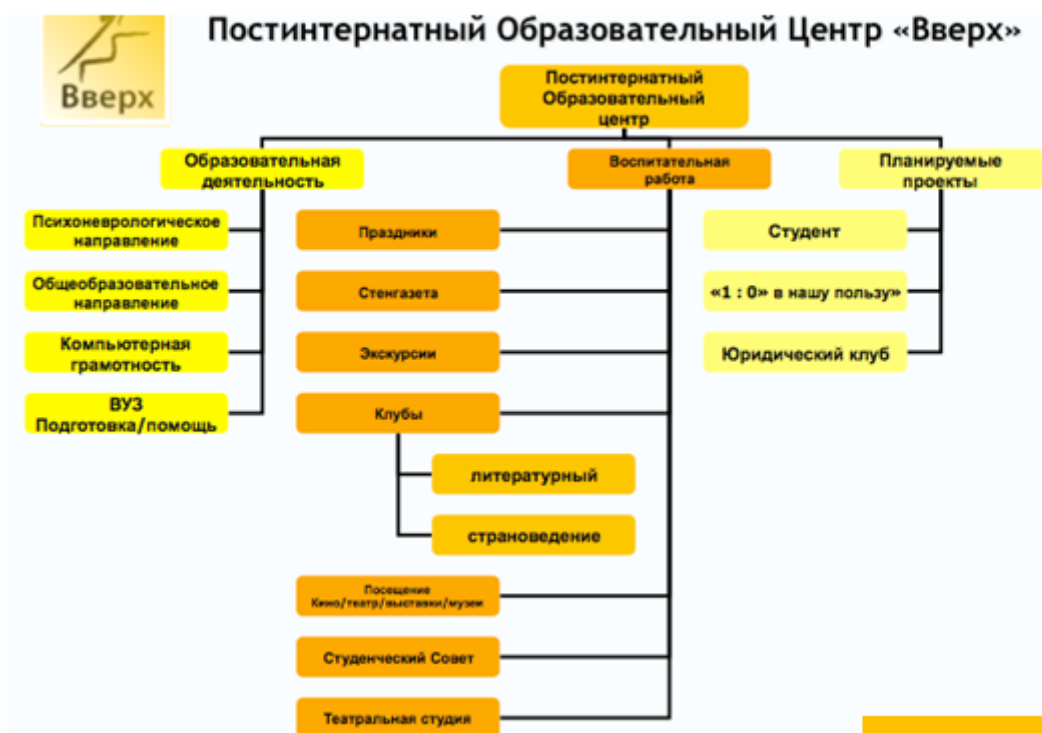 Постинтернатный Образовательный Центр «Вверх»
Вверх
Постинтернатный
Образовательный
центр
Образовательная
деятельность
Психоневрологическое
направление
Общеобразовательное
направление
Компьютерная
грамотность
ВУЗ
Подготовка/помощь
Воспитательная
работа
Праздники
Стенгазета
Экскурсии
Клубы
литературный
страноведение
Посещение
Кино/театр/выставки/музеи
Студенческий Совет
Театральная студия
Планируемые
проекты
Студент
«1 : 0» в нашу пользу»
Юридический клуб